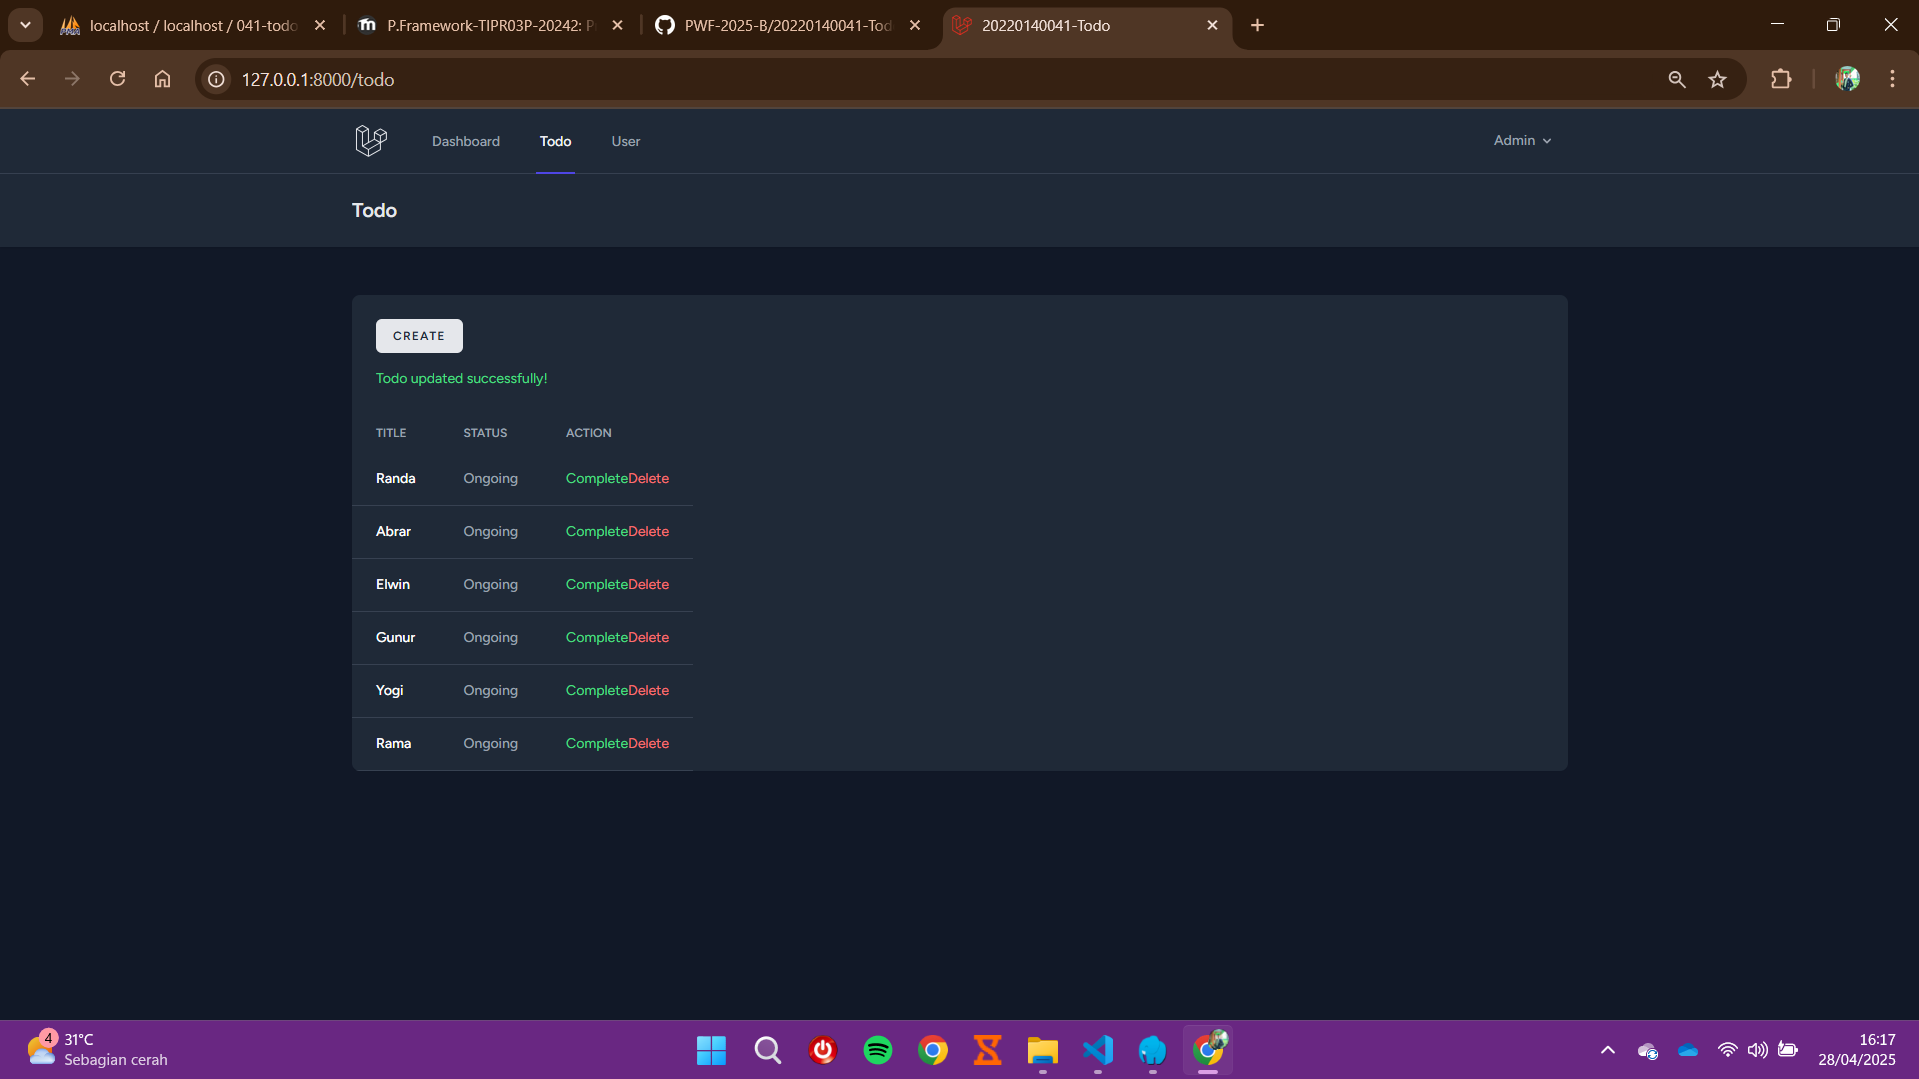 localhost / localhost / 041-todo
P.Framework-TIPR03P-20242: P
PWF-2025-B/20220140041-Tod
20220140041-Todo
127.0.0.1:8000/todo
Dashboard
Todo
User
Admin
Todo
CREATE
Todo updated successfully!
TITLE STATUS ACTION
Randa Ongoing CompleteDelete
Abrar Ongoing CompleteDelete
Elwin Ongoing CompleteDelete
Gunur Ongoing CompleteDelete
Yogi Ongoing CompleteDelete
Rama Ongoing CompleteDelete
4
31°C
Sebagian cerah
16:17
28/04/2025